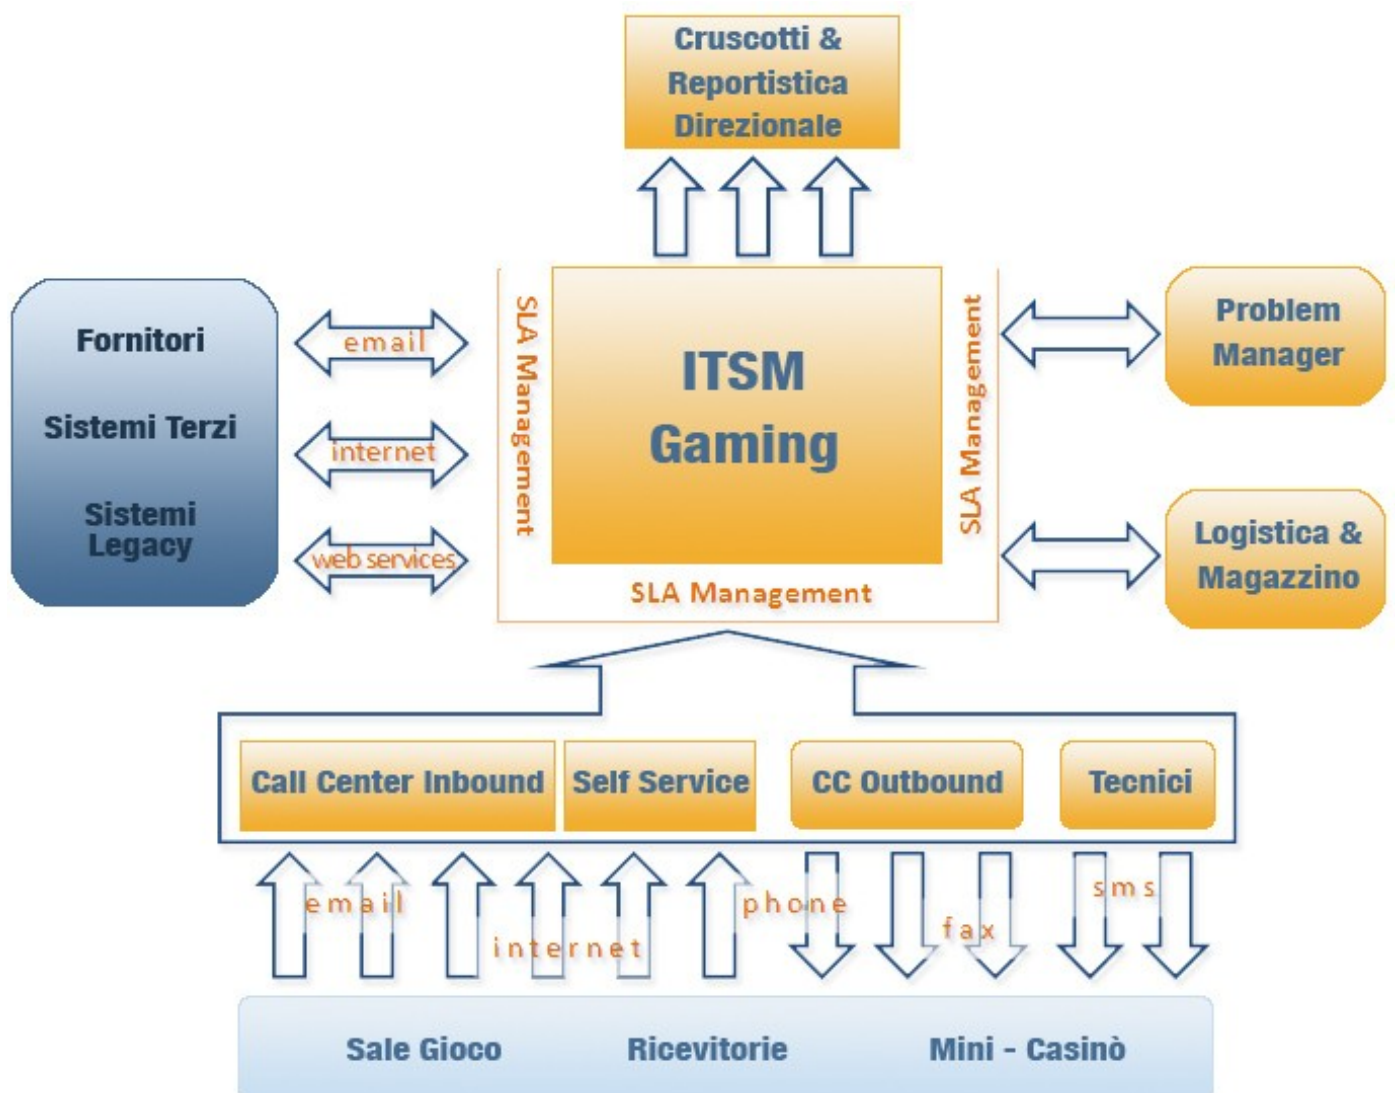 Cruscotti &
Reportistica
Direzionale
Fornitori
Sistemi Terzi
Sistemi
Legacy
email
internet
web services
SLA Management
ITSM
Gaming
SLA Management
SLA Management
Problem
Manager
Logistica &
Magazzino
Call Center Inbound
Self Service
CC Outbound
Tecnici
email
internet
phone
fax
sms
Sale Gioco
Ricevitorie
Mini - Casinò